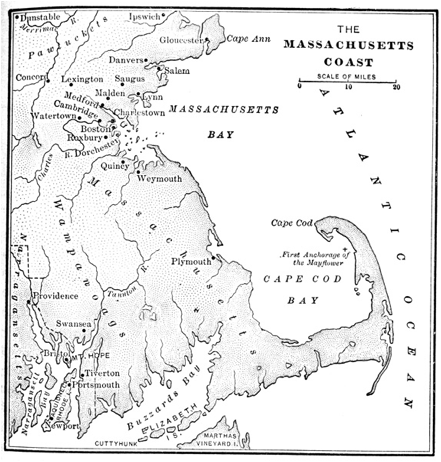 THE
MASSACHUSETTS
COAST
SCALE OF MILES
0 10 20
Dunstable
Merrimac R.
Pawtuckets
Ipswich
Gloucester
Cape Ann
Danvers
Salem
Concord
Lexington
Saugus
Medford
Malden
Lynn
Cambridge
Charlestown
Watertown
Boston
Roxbury
Dorchester
Charles R.
MASSACHUSETTS
BAY
ATLANTIC OCEAN
Quincy
Weymouth
Massachusetts
Wampanoags
Narragansetts
Cape Cod
First Anchorage of
the Mayflower
CAPE COD
BAY
Plymouth
Taunton R.
Providence
Swansea
Bristol
MT. HOPE
Tiverton
Portsmouth
Narragansett Bay
RHODE I.
Newport
Buzzards Bay
ELIZABETH
IS.
CUTTYHUNK
MARTHAS
VINEYARD I.